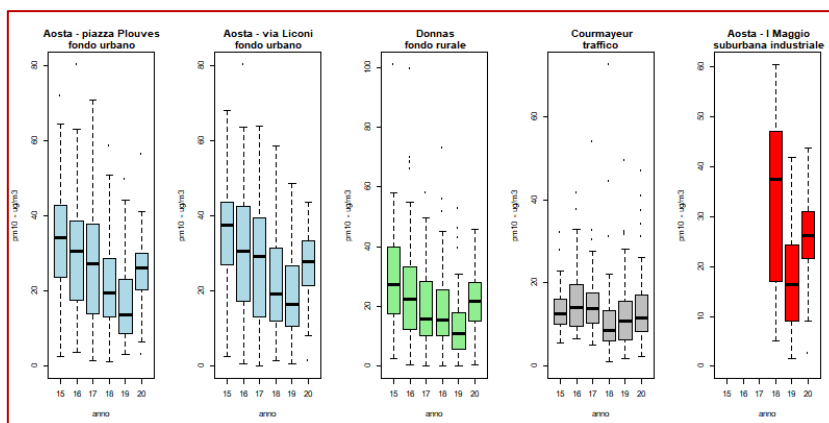 Aosta - piazza Plouves
fondo urbano
pm10 - ug/m3
0
20
40
60
80
15 16 17 18 19 20
anno
Aosta - via Liconi
fondo urbano
pm10 - ug/m3
0
20
40
60
80
15 16 17 18 19 20
anno
Donnas
fondo rurale
pm10 - ug/m3
0
20
40
60
80
100
15 16 17 18 19 20
anno
Courmayeur
traffico
pm10 - ug/m3
0
20
40
60
15 16 17 18 19 20
anno
Aosta - I Maggio
suburbana industriale
pm10 - ug/m3
0
10
20
30
40
50
60
15 16 17 18 19 20
anno